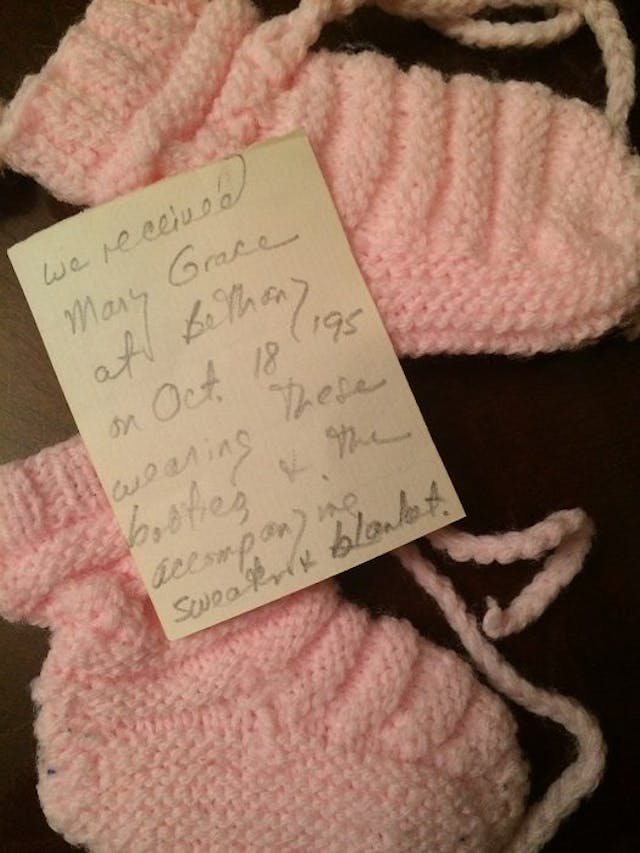 we received
Mary Grace
at Bethany
on Oct. 18 195
wearing these
booties & the
accompanying
sweater & blanket.